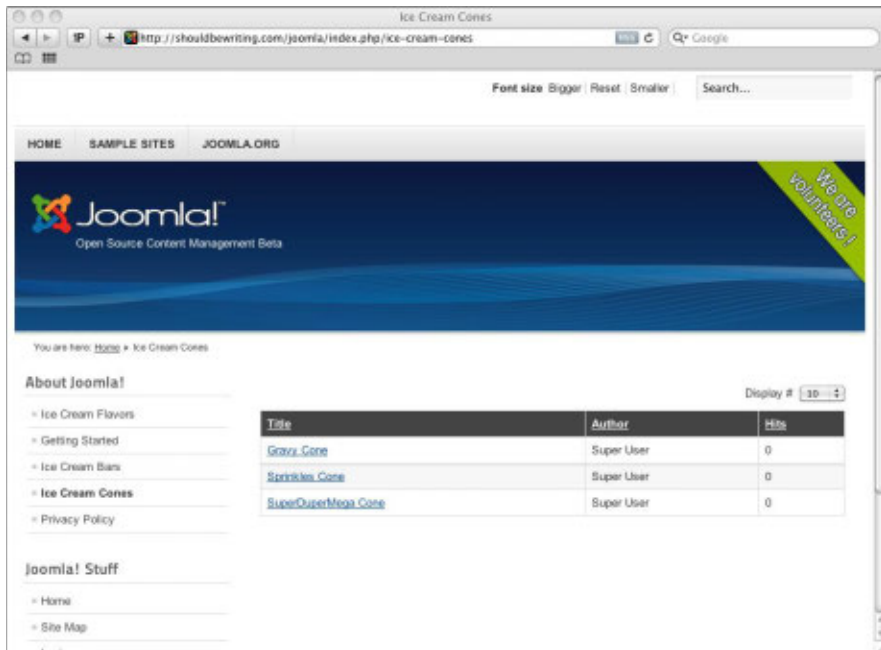 Ice Cream Cones
http://shouldbewriting.com/joomla/index.php/ice-cream-cones
Google
Font size Bigger Reset Smaller
Search...
HOME SAMPLE SITES JOOMLA.ORG
We are volunteers!
Joomla!™
Open Source Content Management Beta
You are here: Home Ice Cream Cones
About Joomla!
Display # 10
Ice Cream Flavors
Getting Started
Ice Cream Bars
Ice Cream Cones
Privacy Policy
Title Author Hits
Gravy Cone Super User 0
Sprinkles Cone Super User 0
SuperDuperMega Cone Super User 0
Joomla! Stuff
Home
Site Map